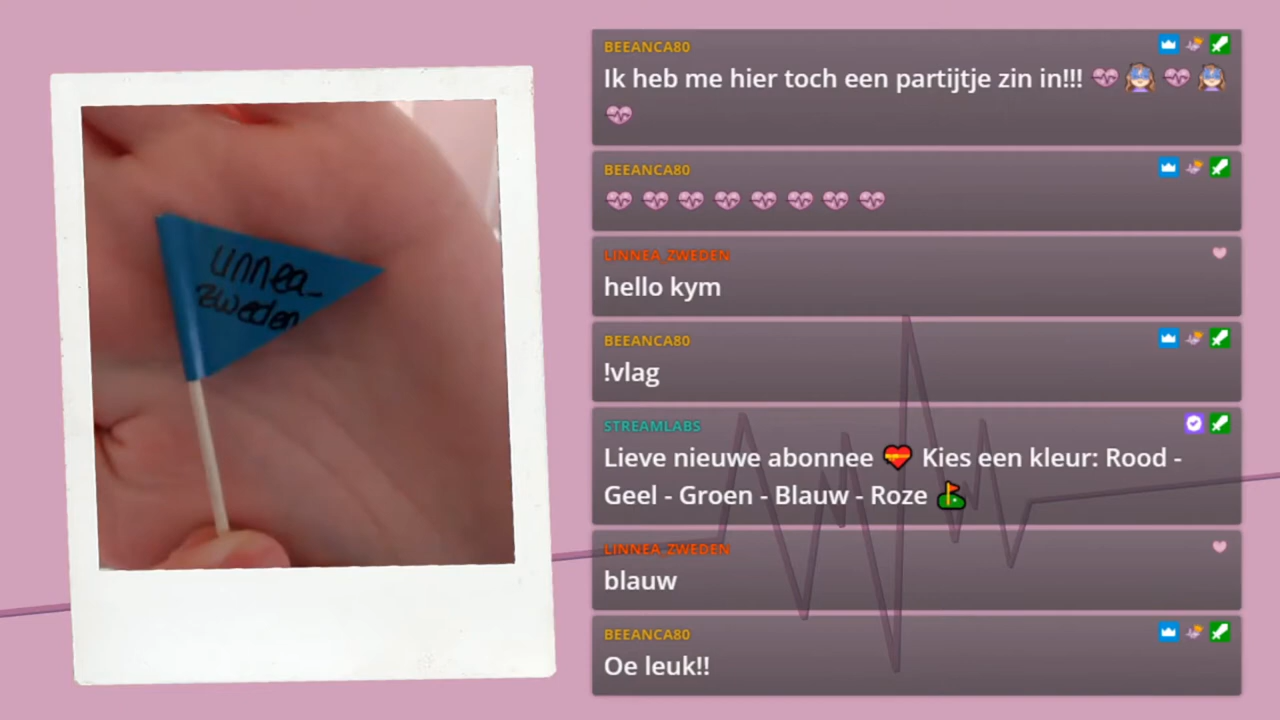 Linnea_
zweden
BEEANCA80
Ik heb me hier toch een partijtje zin in!!!
BEEANCA80
LINNEA_ZWEDEN
hello kym
BEEANCA80
!vlag
STREAMLABS
Lieve nieuwe abonnee ❤️ Kies een kleur: Rood -
Geel - Groen - Blauw - Roze ⛳
LINNEA_ZWEDEN
blauw
BEEANCA80
Oe leuk!!